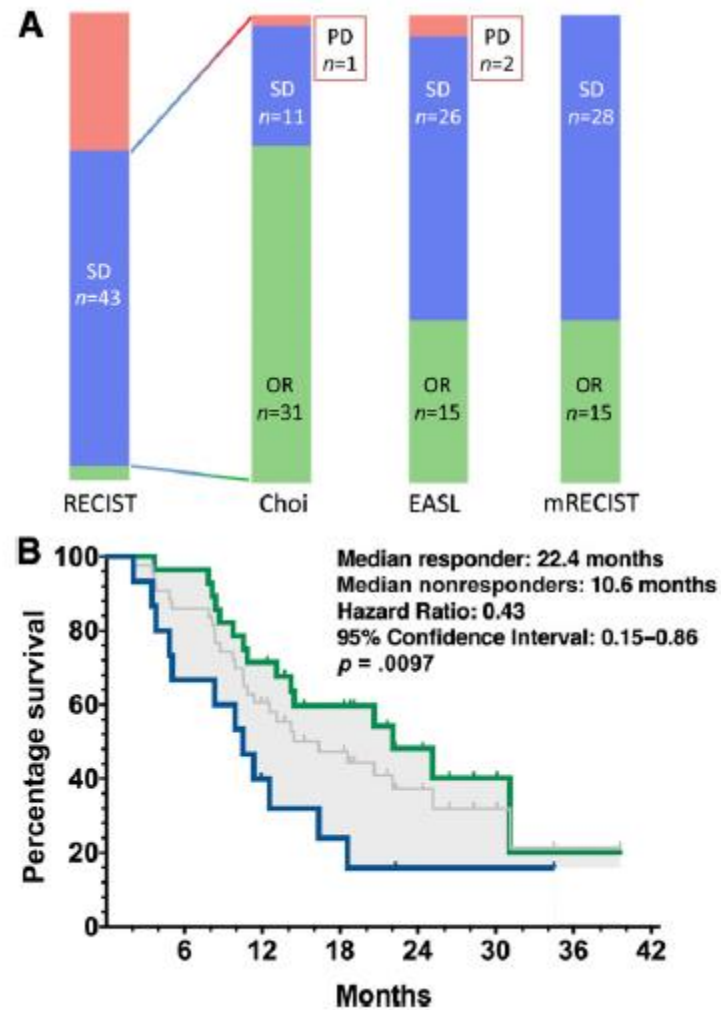 A
PD
n=1
PD
n=2
SD
n=11
SD
n=26
SD
n=28
SD
n=43
OR
n=31
OR
n=15
OR
n=15
RECIST
Choi
EASL
mRECIST
B
Median responder: 22.4 months
Median nonresponders: 10.6 months
Hazard Ratio: 0.43
95% Confidence Interval: 0.15–0.86
p = .0097
Percentage survival
100
80
60
40
20
0
6 12 18 24 30 36 42
Months